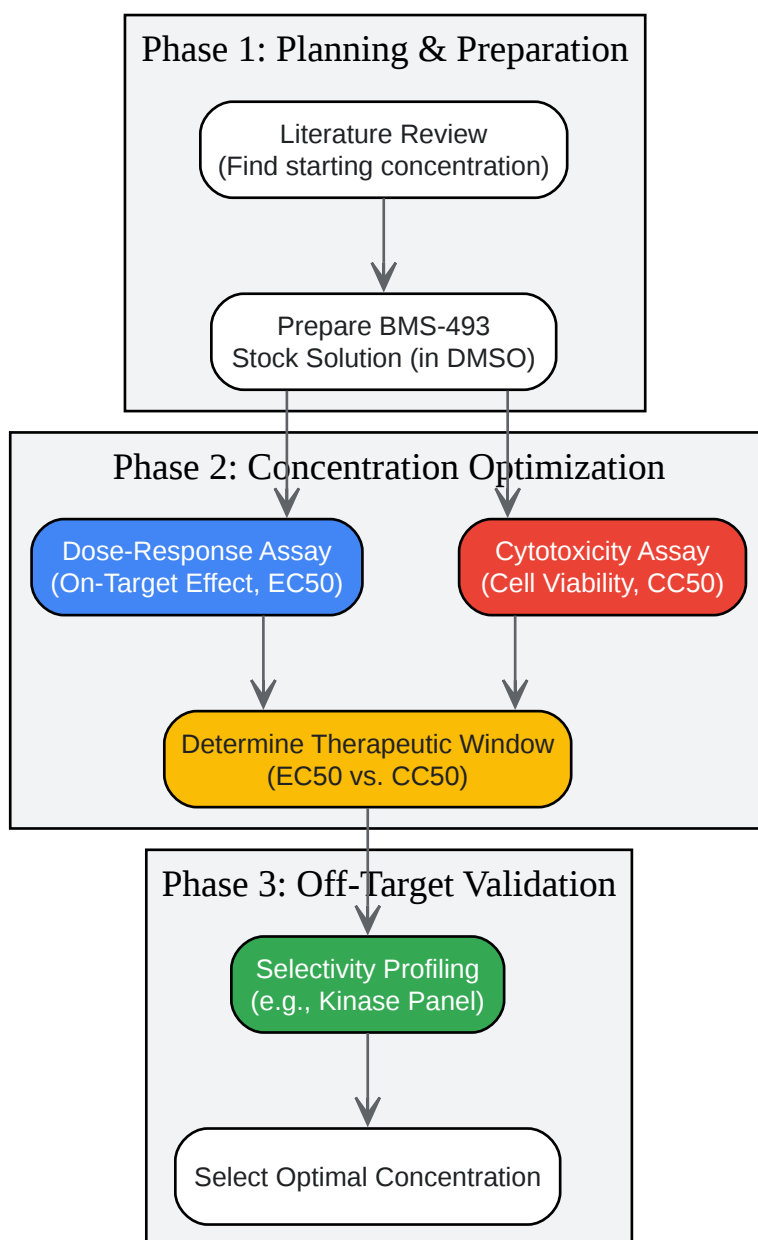 Phase 1: Planning & Preparation
Literature Review
(Find starting concentration)
Prepare BMS-493
Stock Solution (in DMSO)
Phase 2: Concentration Optimization
Dose-Response Assay
(On-Target Effect, EC50)
Cytotoxicity Assay
(Cell Viability, CC50)
Determine Therapeutic Window
(EC50 vs. CC50)
Phase 3: Off-Target Validation
Selectivity Profiling
(e.g., Kinase Panel)
Select Optimal Concentration